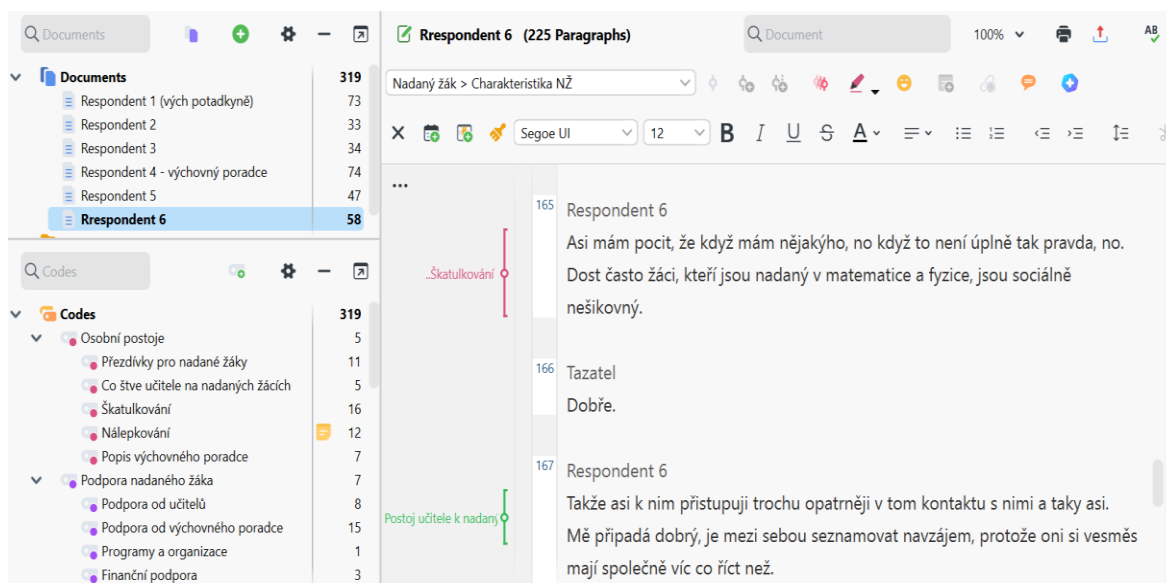 Documents
Documents 319
Respondent 1 (vých potadkyně) 73
Respondent 2 33
Respondent 3 34
Respondent 4 - výchovný poradce 74
Respondent 5 47
Rrespondent 6 58
Codes
Codes 319
Osobní postoje 5
Přezdívky pro nadané žáky 11
Co štve učitele na nadaných žácích 5
Škatulkování 16
Nálepkování 12
Popis výchovného poradce 7
Podpora nadaného žáka 7
Podpora od učitelů 8
Podpora od výchovného poradce 15
Programy a organizace 1
Finanční podpora 3
Rrespondent 6 (225 Paragraphs)
Document
100%
AB
Nadaný žák > Charakteristika NŽ
Segoe UI 12 B I U S A
...
165 Respondent 6
Asi mám pocit, že když mám nějakýho, no když to není úplně tak pravda, no.
..Škatulkování
Dost často žáci, kteří jsou nadaný v matematice a fyzice, jsou sociálně
nešikovný.
166 Tazatel
Dobře.
167 Respondent 6
Takže asi k nim přistupuji trochu opatrněji v tom kontaktu s nimi a taky asi.
Postoj učitele k nadaný
Mě připadá dobrý, je mezi sebou seznamovat navzájem, protože oni si vesměs
mají společně víc co říct než.